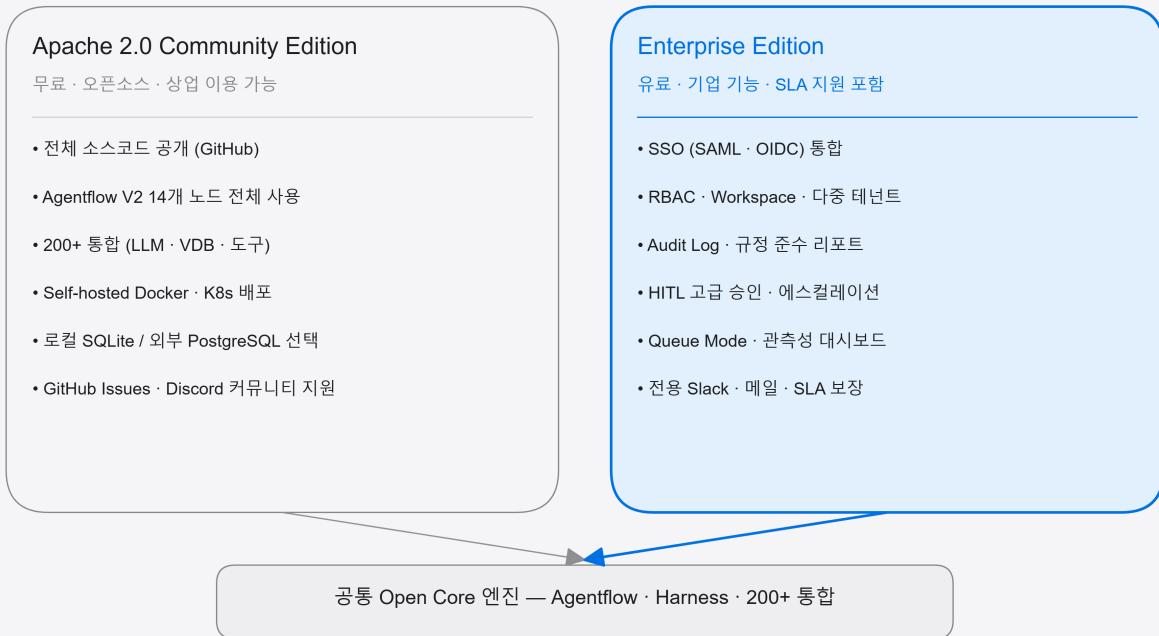 Apache 2.0 Community Edition
무료 · 오픈소스 · 상업 이용 가능
• 전체 소스코드 공개 (GitHub)
• Agentflow V2 14개 노드 전체 사용
• 200+ 통합 (LLM · VDB · 도구)
• Self-hosted Docker · K8s 배포
• 로컬 SQLite / 외부 PostgreSQL 선택
• GitHub Issues · Discord 커뮤니티 지원
Enterprise Edition
유료 · 기업 기능 · SLA 지원 포함
• SSO (SAML · OIDC) 통합
• RBAC · Workspace · 다중 테넌트
• Audit Log · 규정 준수 리포트
• HITL 고급 승인 · 에스컬레이션
• Queue Mode · 관측성 대시보드
• 전용 Slack · 메일 · SLA 보장
공통 Open Core 엔진 — Agentflow · Harness · 200+ 통합